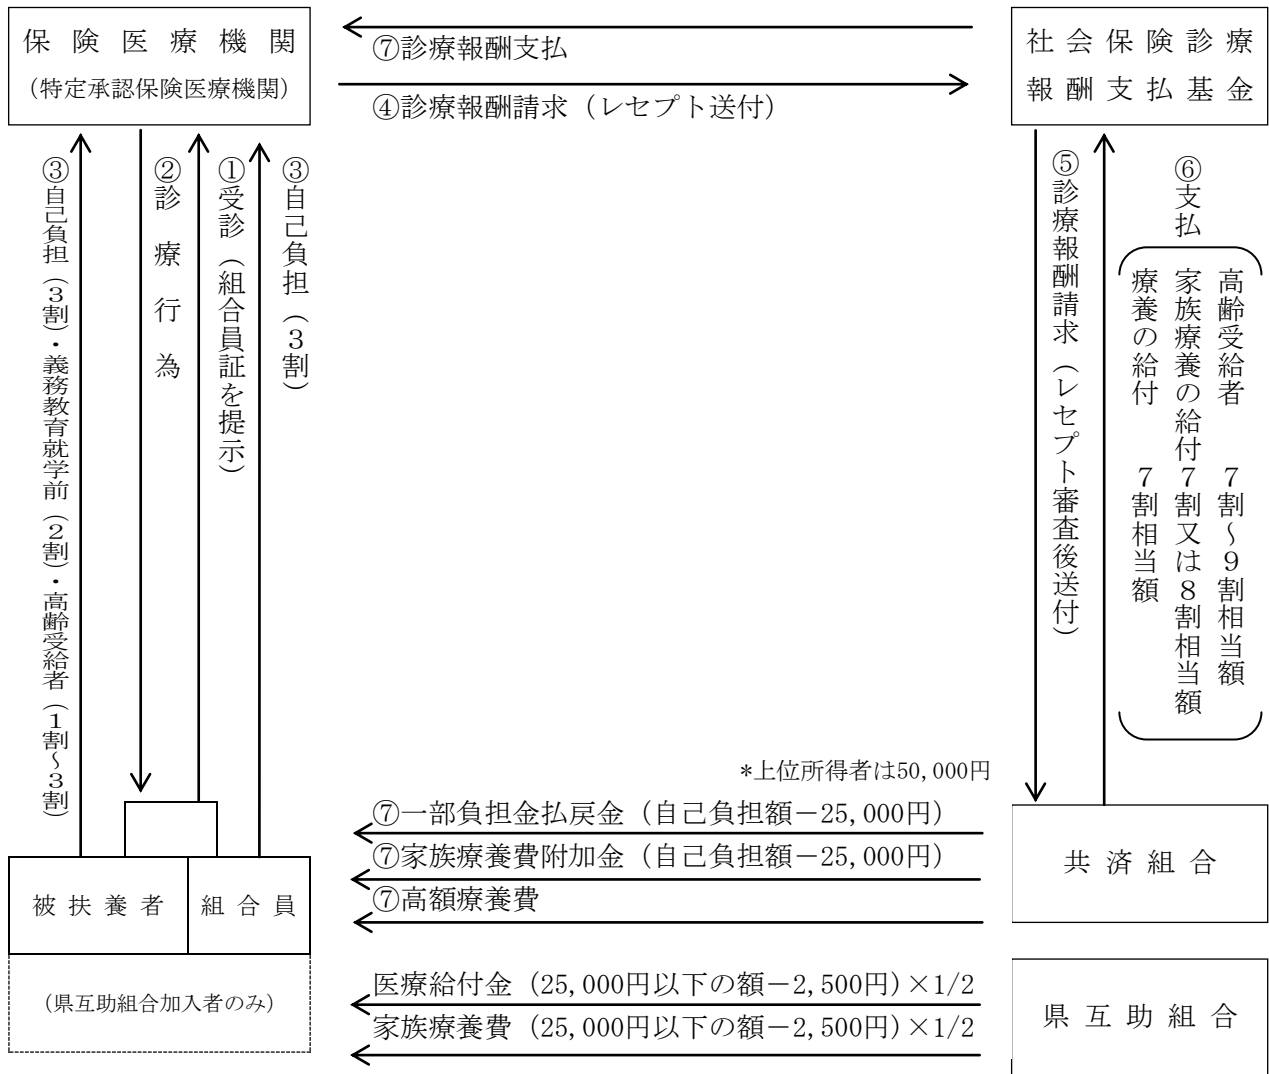 保険医療機関
(特定承認保険医療機関)
⑦診療報酬支払
④診療報酬請求（レセプト送付）
社会保険診療
報酬支払基金
③自己負担（３割）・義務教育就学前（２割）・高齢受給者（１割～３割）
②診療行為
①受診（組合員証を提示）
③自己負担（３割）
⑤診療報酬請求（レセプト審査後送付）
⑥支払
高齢受給者　７割～９割相当額
家族療養の給付　７割又は８割相当額
療養の給付　７割相当額
*上位所得者は50,000円
⑦一部負担金払戻金（自己負担額－25,000円）
⑦家族療養費附加金（自己負担額－25,000円）
⑦高額療養費
共済組合
被扶養者
組合員
(県互助組合加入者のみ)
医療給付金（25,000円以下の額－2,500円）×1/2
家族療養費（25,000円以下の額－2,500円）×1/2
県互助組合